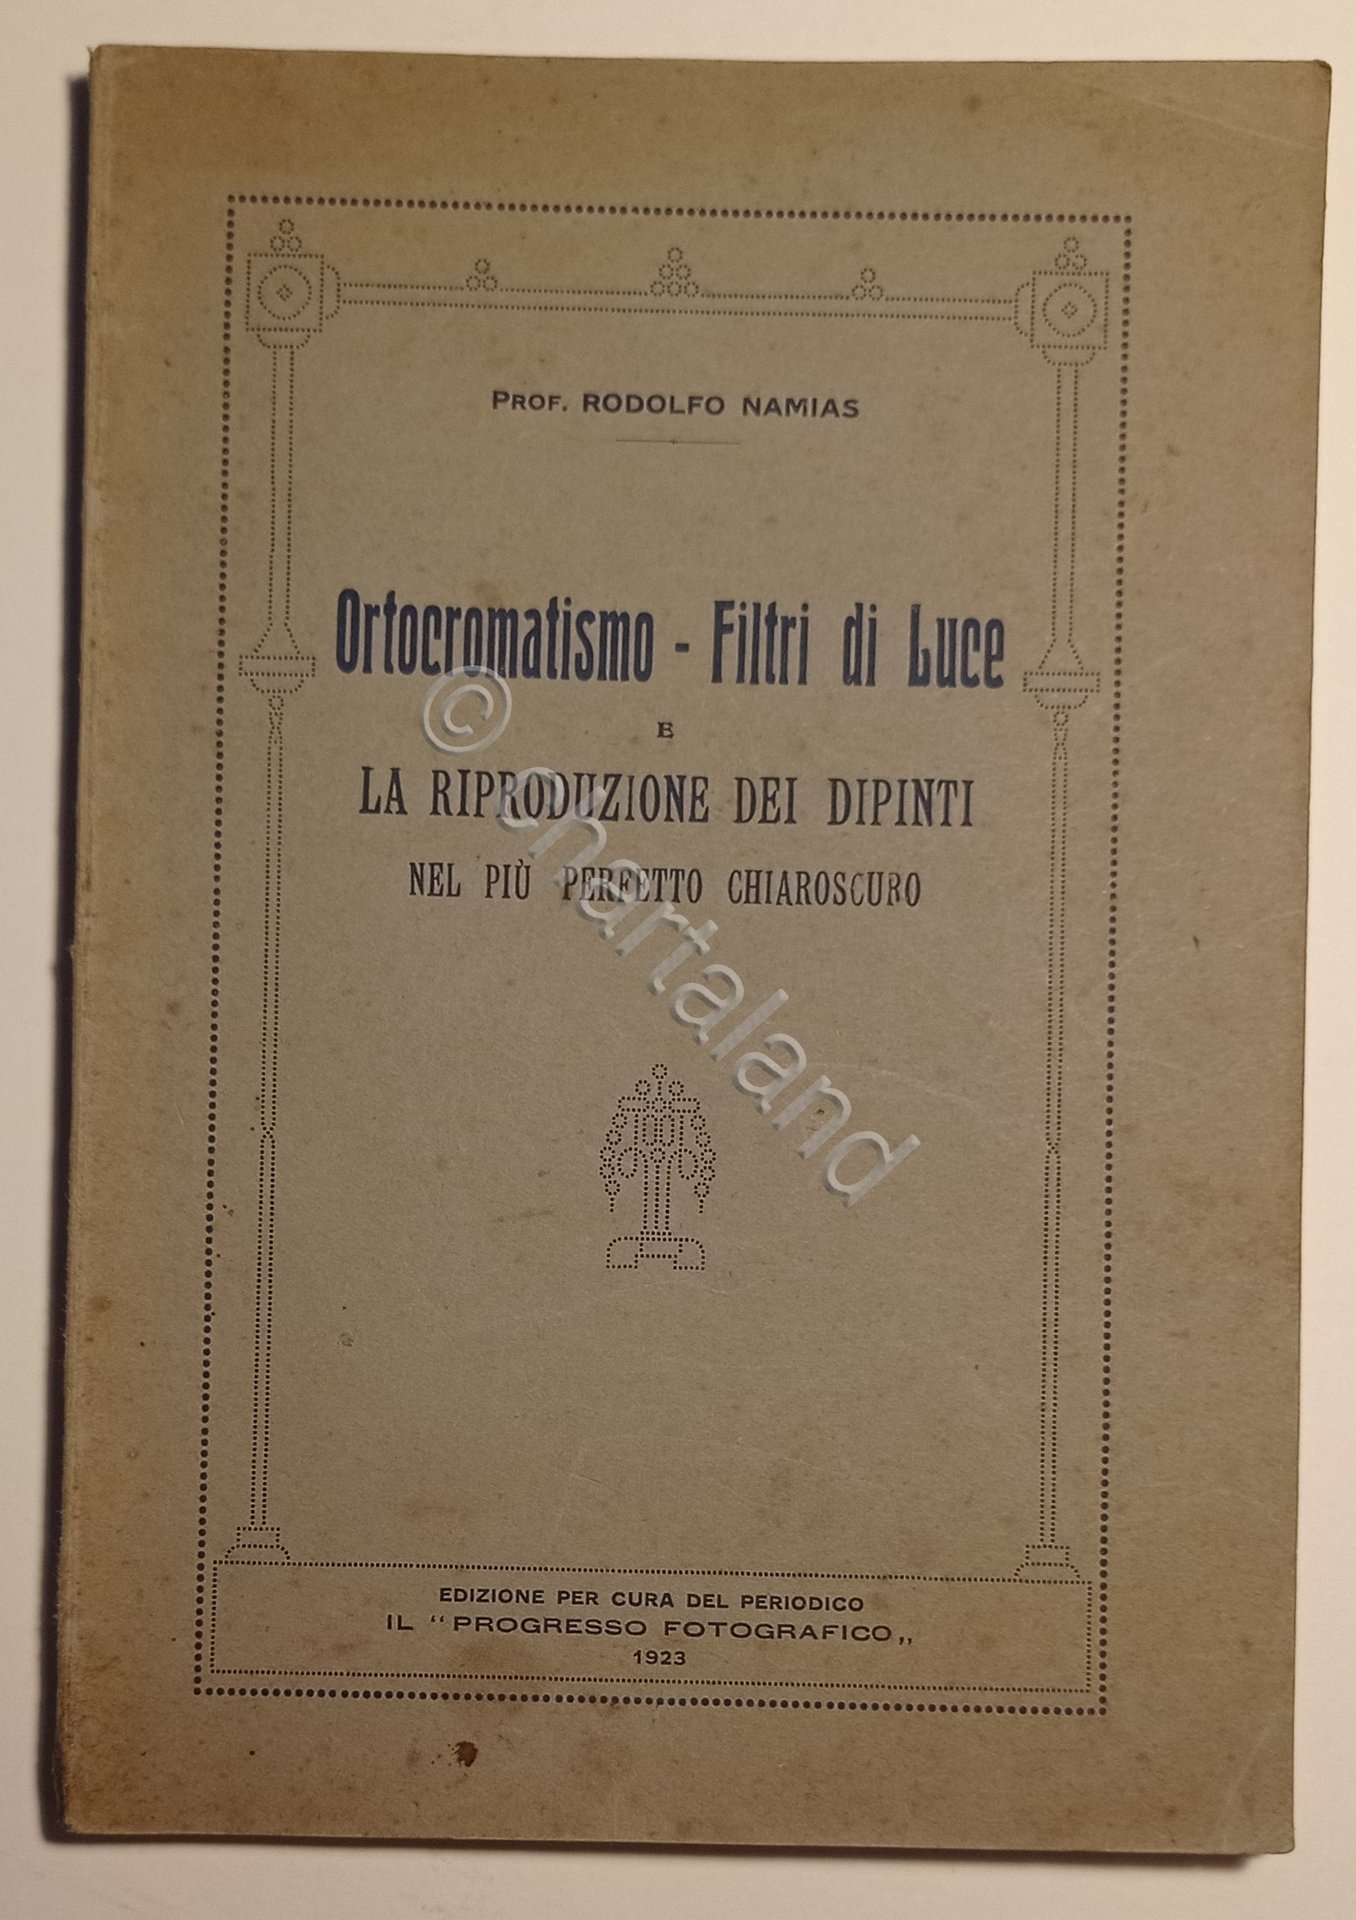 PROF. RODOLFO NAMIAS
Ortocromatismo - Filtri di Luce
E
LA RIPRODUZIONE DEI DIPINTI
NEL PIÙ PERFETTO CHIAROSCURO
© chartaland
EDIZIONE PER CURA DEL PERIODICO
IL “PROGRESSO FOTOGRAFICO„
1923